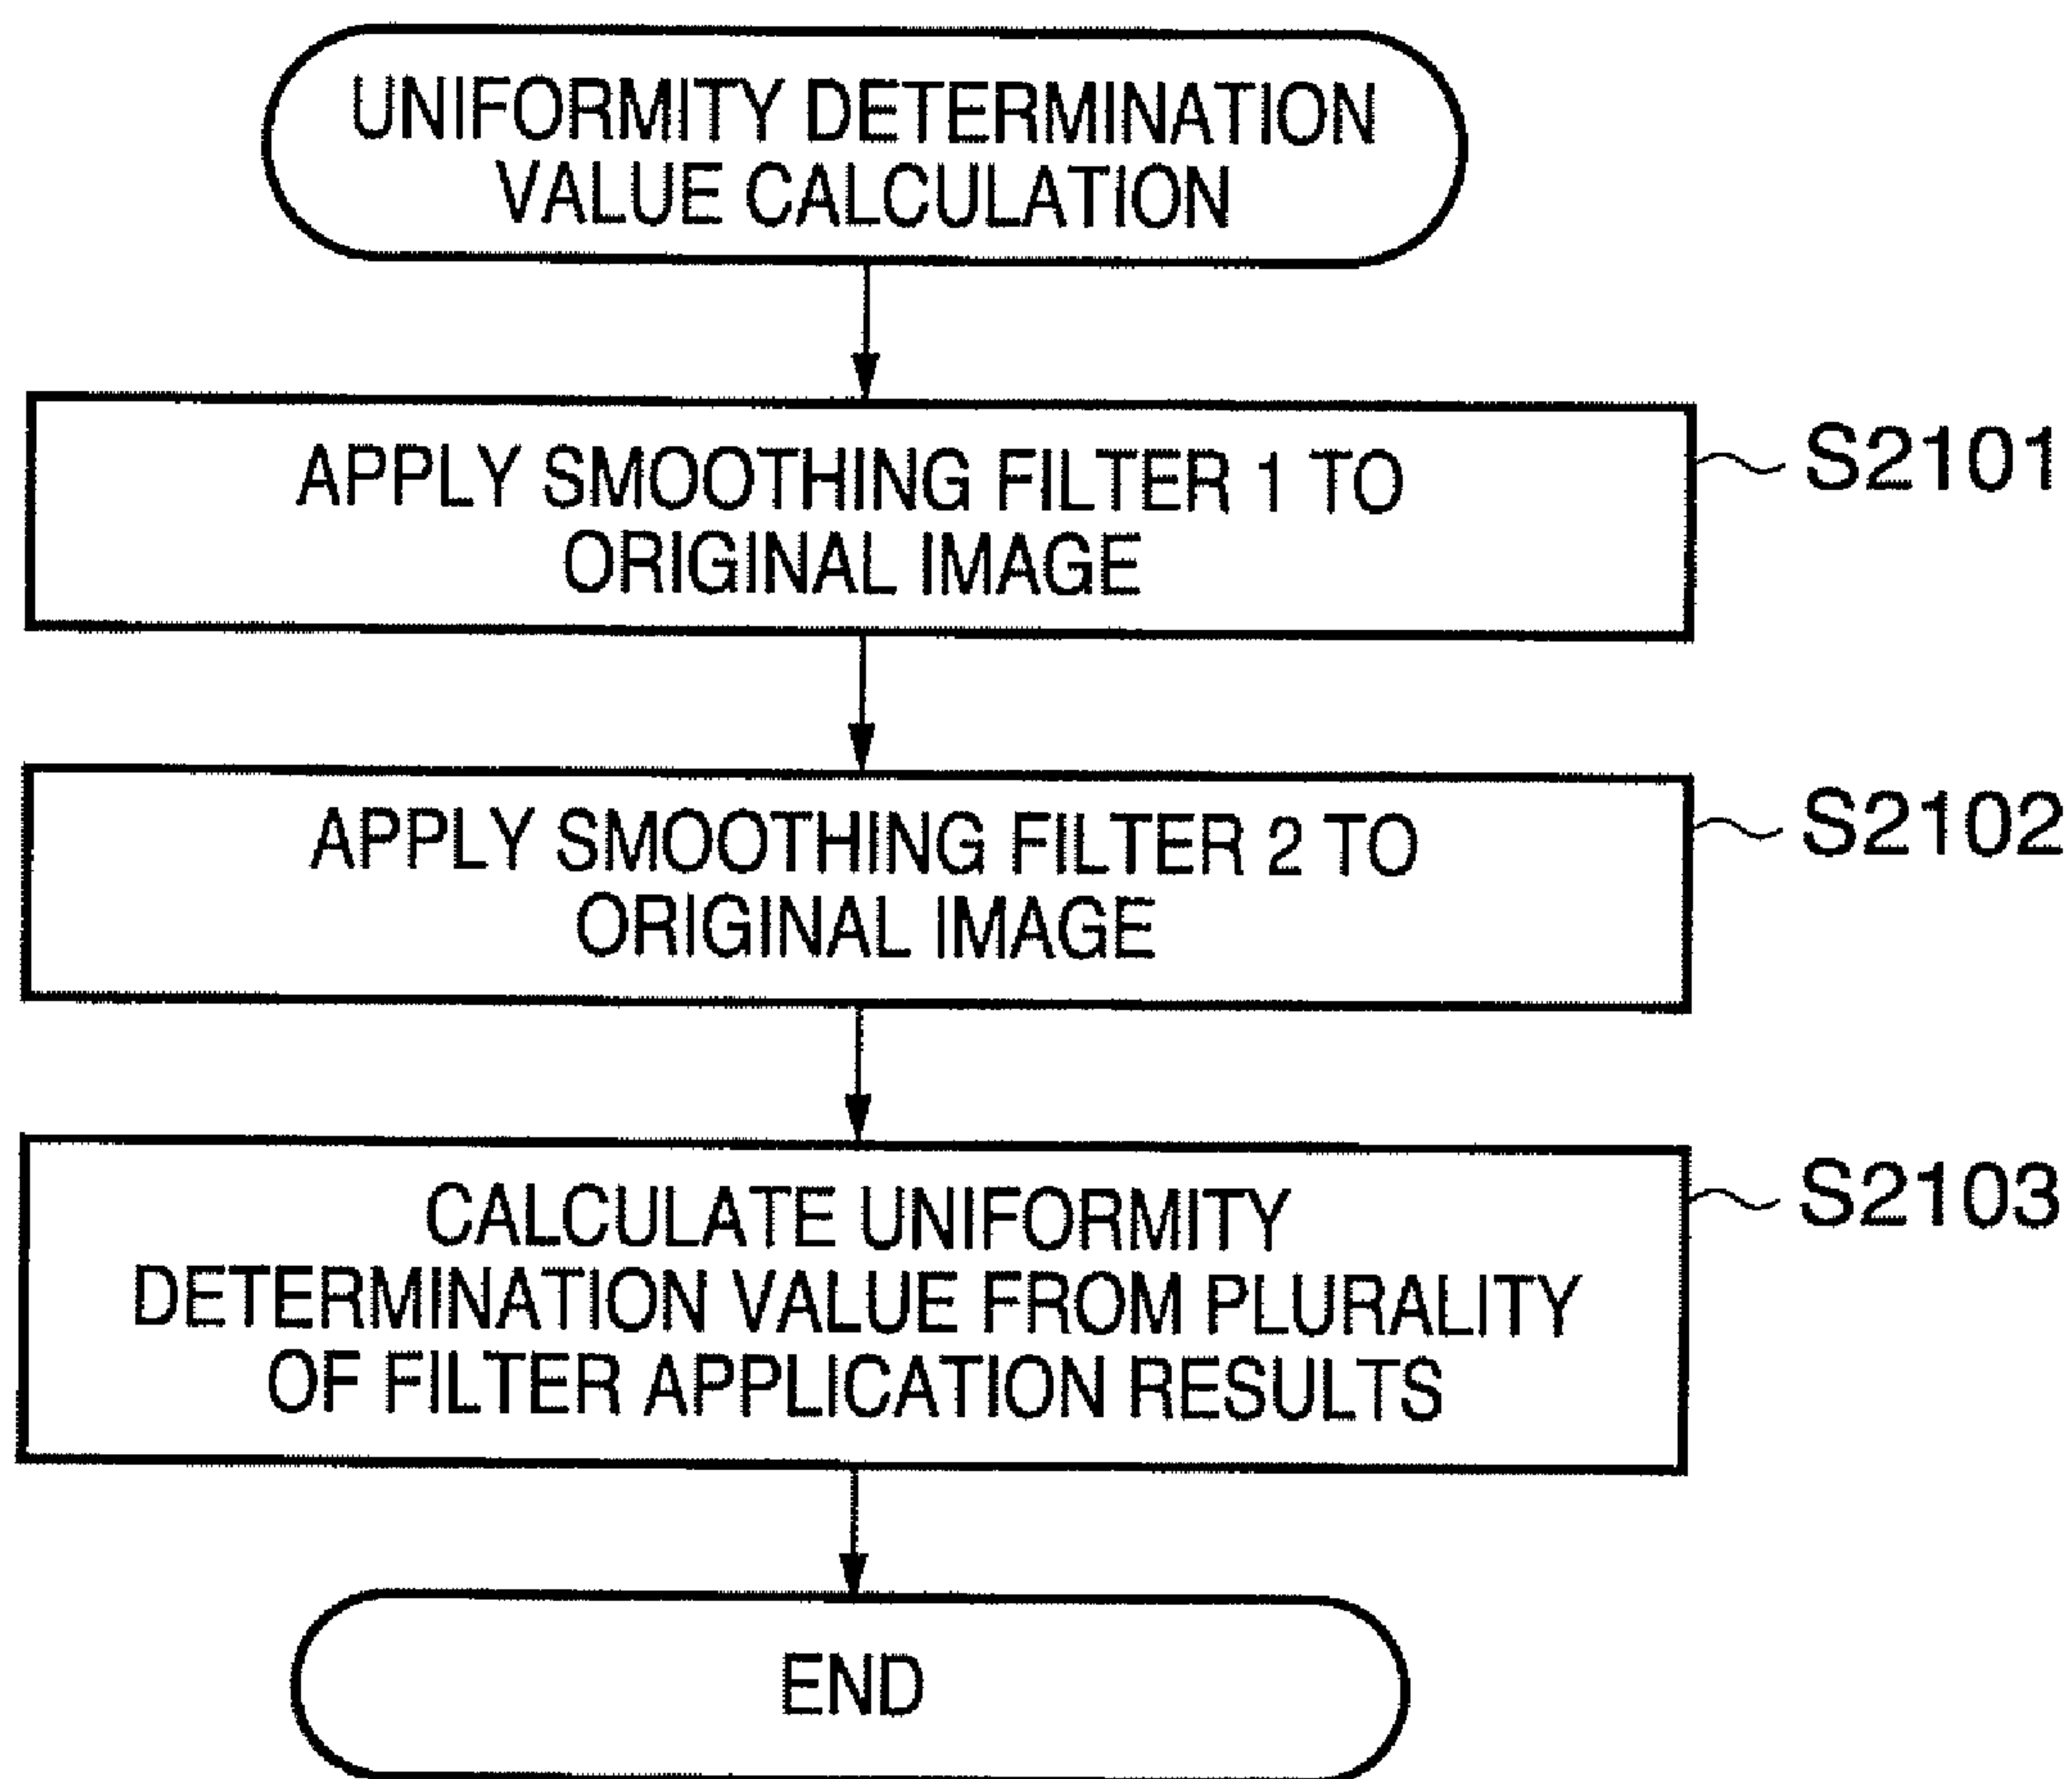 UNIFORMITY DETERMINATION
VALUE CALCULATION
APPLY SMOOTHING FILTER 1 TO
ORIGINAL IMAGE
S2101
APPLY SMOOTHING FILTER 2 TO
ORIGINAL IMAGE
S2102
CALCULATE UNIFORMITY
DETERMINATION VALUE FROM PLURALITY
OF FILTER APPLICATION RESULTS
S2103
END